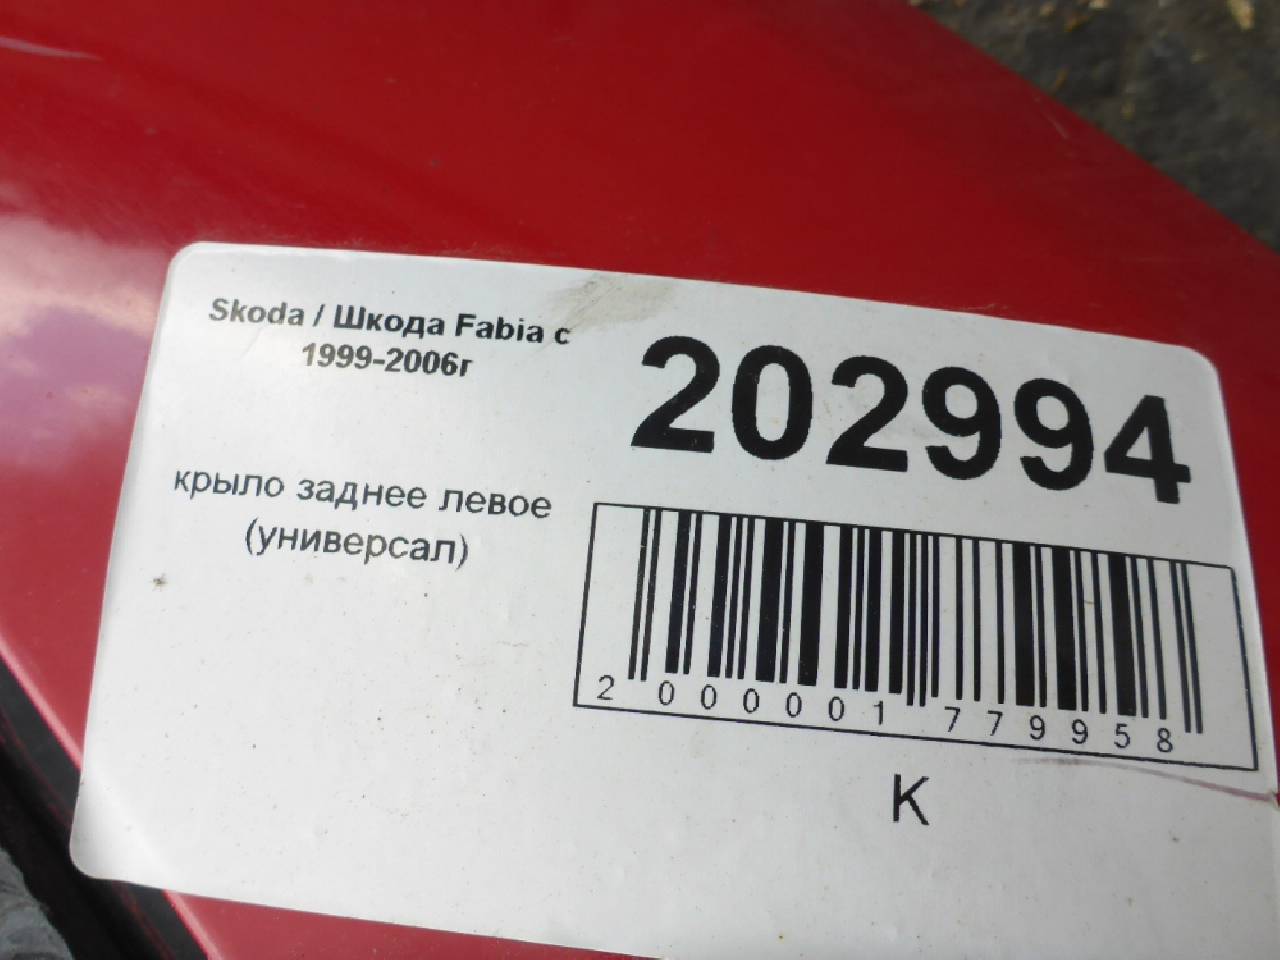 Skoda / Шкода Fabia с
1999-2006г
202994
крыло заднее левое
(универсал)
2 000001 779958
К